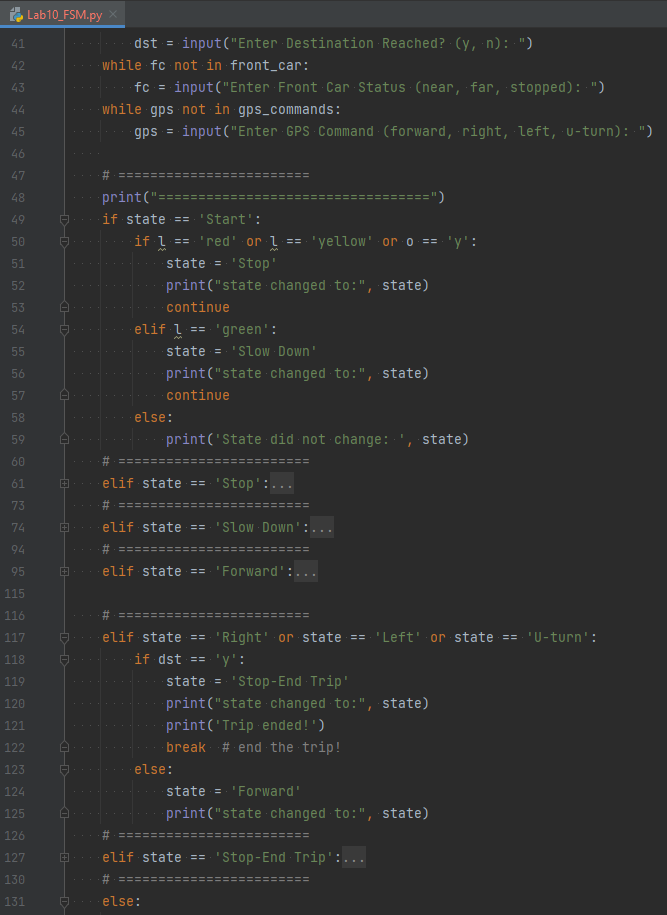 Lab10_FSM.py
41 dst = input("Enter Destination Reached? (y, n): ")
42 while fc not in front_car:
43 fc = input("Enter Front Car Status (near, far, stopped): ")
44 while gps not in gps_commands:
45 gps = input("Enter GPS Command (forward, right, left, u-turn): ")
46
47 # ========================
48 print("==================================")
49 if state == 'Start':
50 if l == 'red' or l == 'yellow' or o == 'y':
51 state = 'Stop'
52 print("state changed to:", state)
53 continue
54 elif l == 'green':
55 state = 'Slow Down'
56 print("state changed to:", state)
57 continue
58 else:
59 print('State did not change: ', state)
60 # ========================
61 elif state == 'Stop':...
73 # ========================
74 elif state == 'Slow Down':...
94 # ========================
95 elif state == 'Forward':...
115
116 # ========================
117 elif state == 'Right' or state == 'Left' or state == 'U-turn':
118 if dst == 'y':
119 state = 'Stop-End Trip'
120 print("state changed to:", state)
121 print('Trip ended!')
122 break # end the trip!
123 else:
124 state = 'Forward'
125 print("state changed to:", state)
126 # ========================
127 elif state == 'Stop-End Trip':...
130 # ========================
131 else: